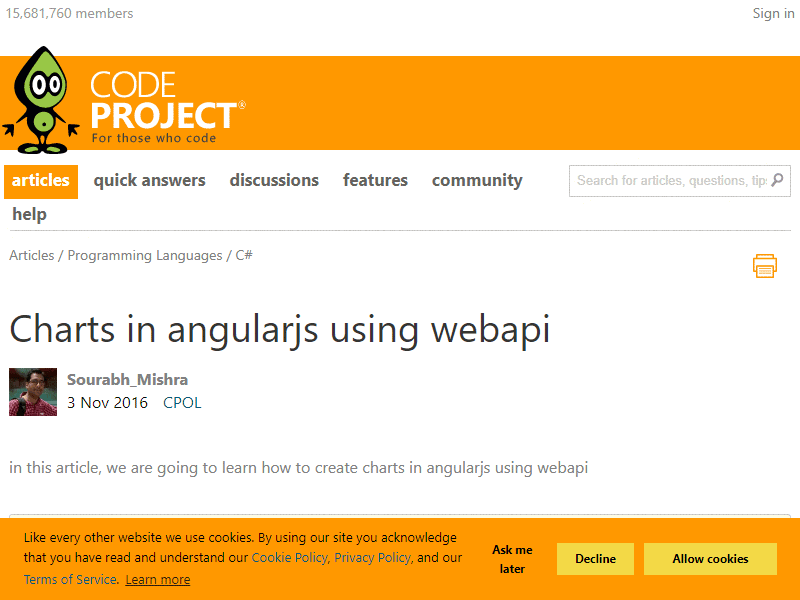 15,681,760 members
Sign in
CODE
PROJECT®
For those who code
articles quick answers discussions features community
Search for articles, questions, tips
help
Articles / Programming Languages / C#
Charts in angularjs using webapi
Sourabh_Mishra
3 Nov 2016 CPOL
in this article, we are going to learn how to create charts in angularjs using webapi
Like every other website we use cookies. By using our site you acknowledge
that you have read and understand our Cookie Policy, Privacy Policy, and our
Terms of Service. Learn more
Ask me
later
Decline
Allow cookies